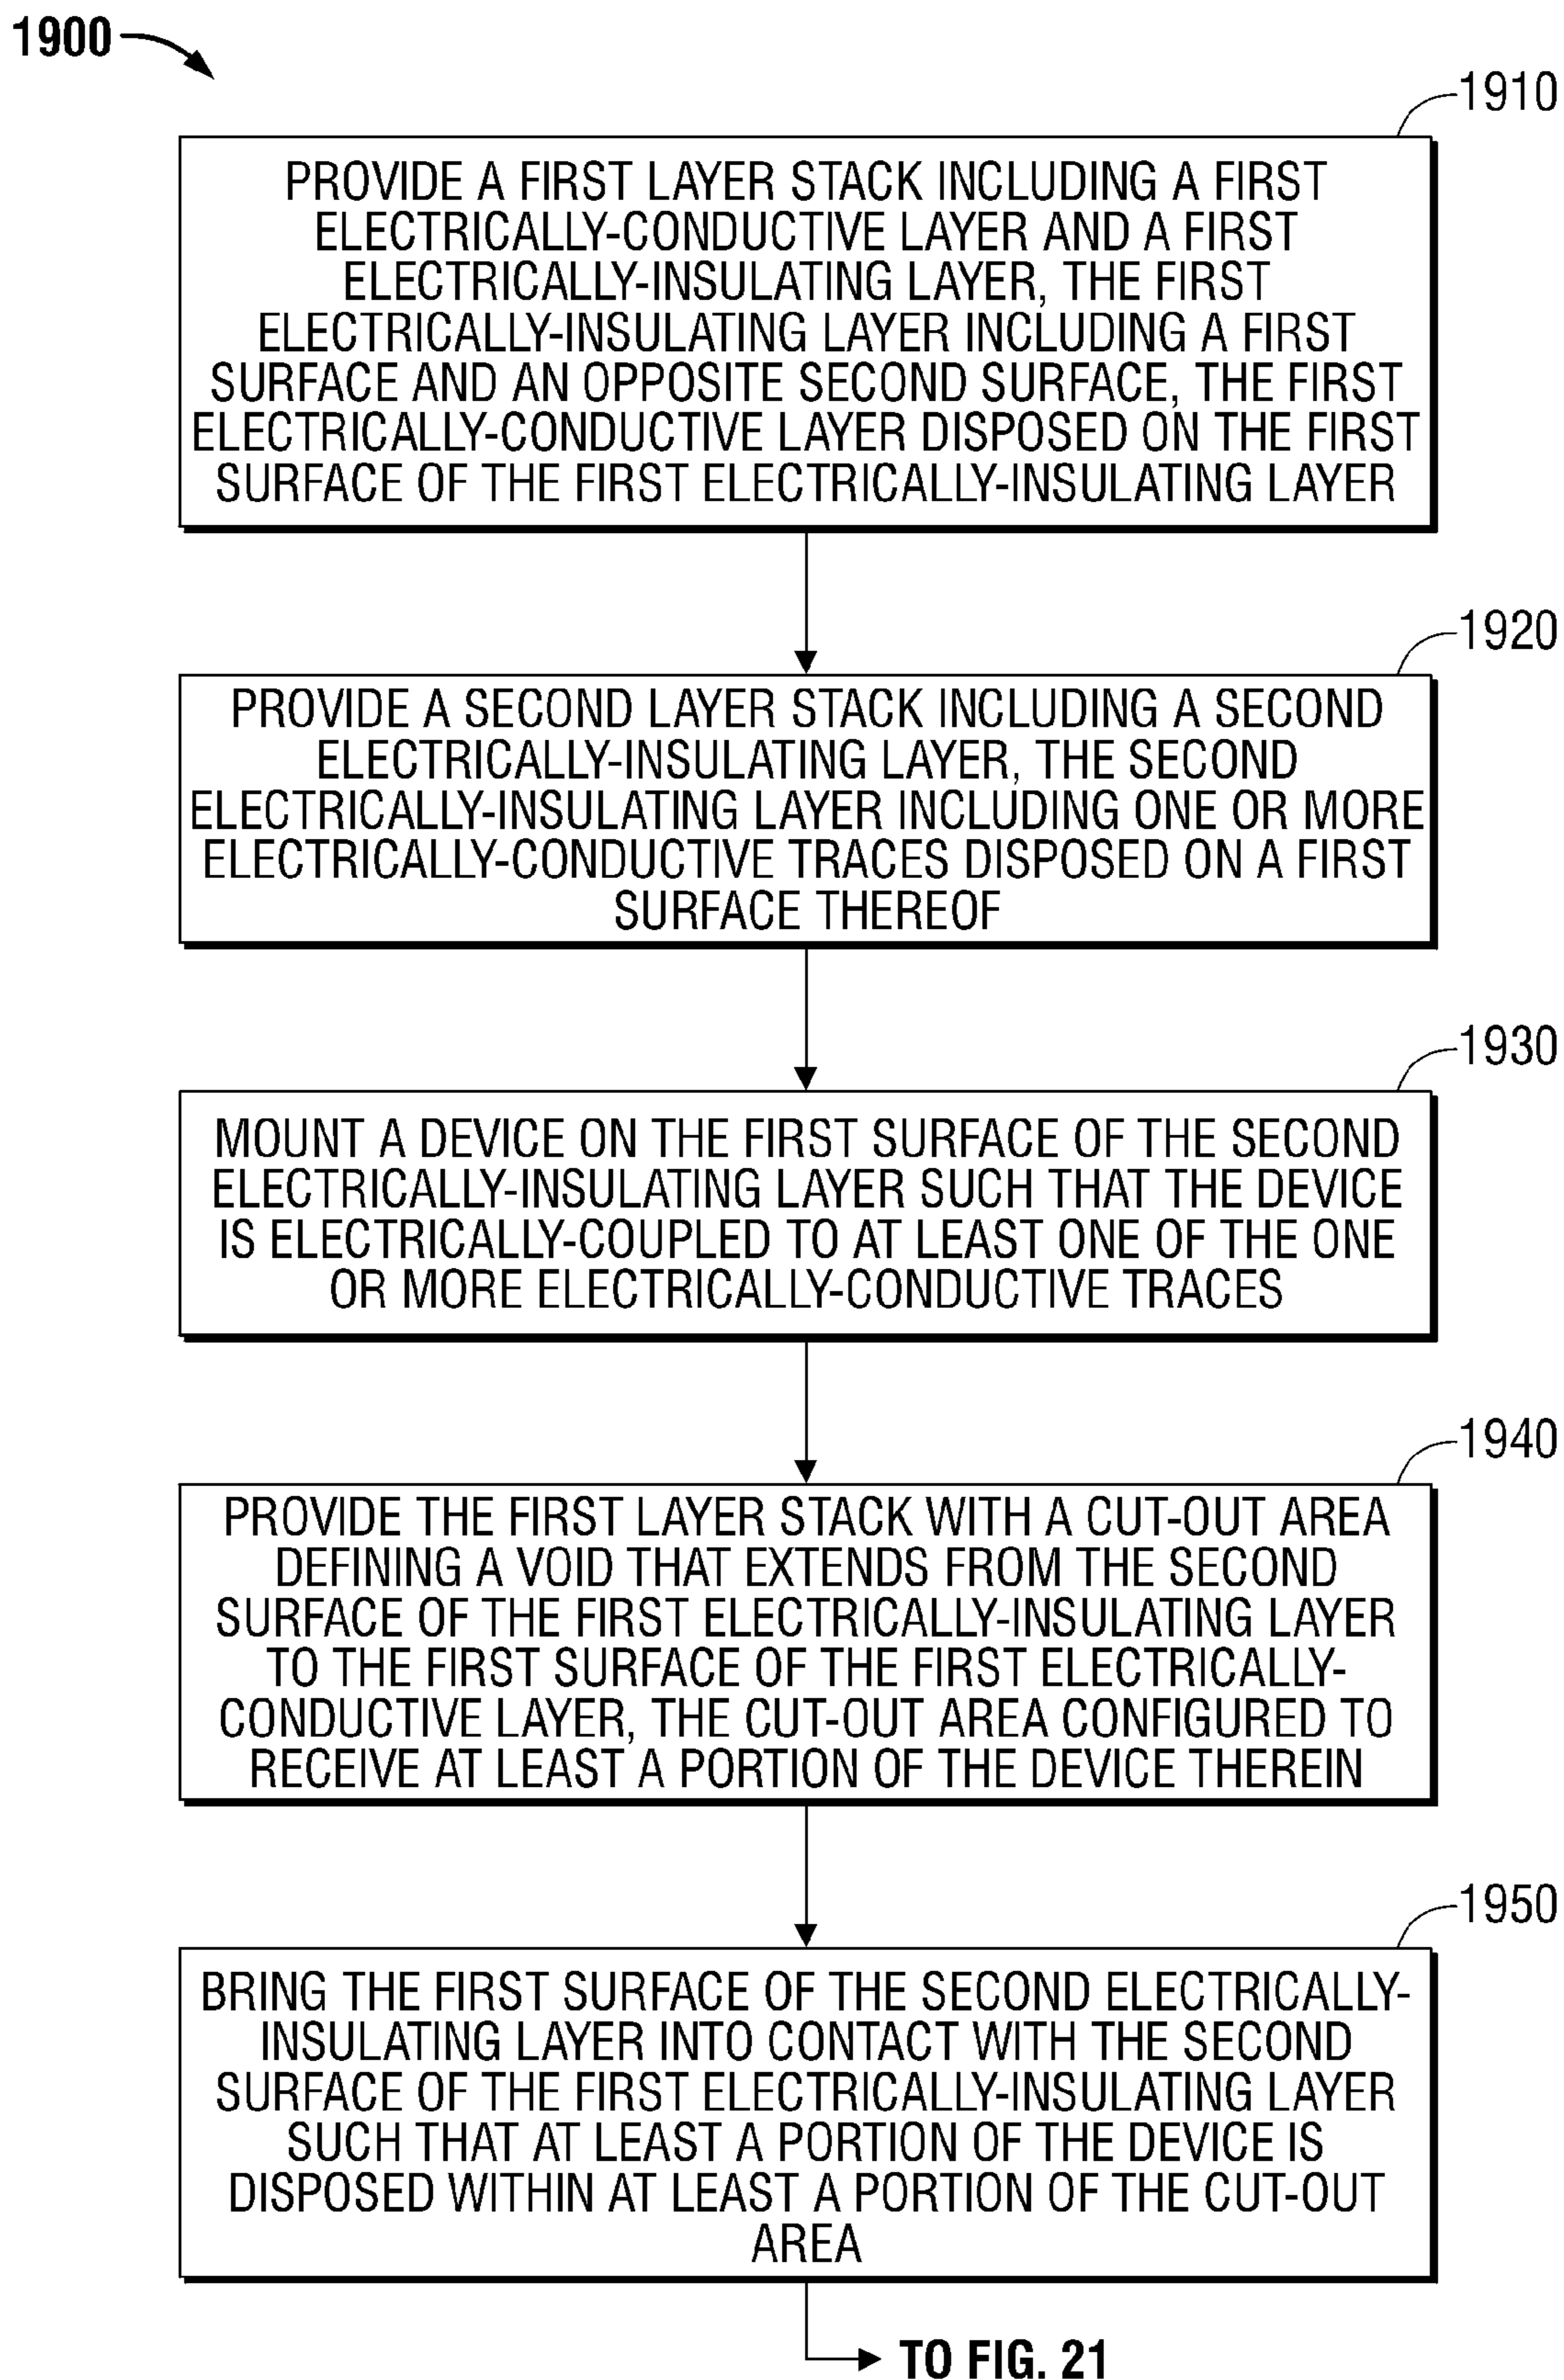 1900
1910
PROVIDE A FIRST LAYER STACK INCLUDING A FIRST
ELECTRICALLY-CONDUCTIVE LAYER AND A FIRST
ELECTRICALLY-INSULATING LAYER, THE FIRST
ELECTRICALLY-INSULATING LAYER INCLUDING A FIRST
SURFACE AND AN OPPOSITE SECOND SURFACE, THE FIRST
ELECTRICALLY-CONDUCTIVE LAYER DISPOSED ON THE FIRST
SURFACE OF THE FIRST ELECTRICALLY-INSULATING LAYER
1920
PROVIDE A SECOND LAYER STACK INCLUDING A SECOND
ELECTRICALLY-INSULATING LAYER, THE SECOND
ELECTRICALLY-INSULATING LAYER INCLUDING ONE OR MORE
ELECTRICALLY-CONDUCTIVE TRACES DISPOSED ON A FIRST
SURFACE THEREOF
1930
MOUNT A DEVICE ON THE FIRST SURFACE OF THE SECOND
ELECTRICALLY-INSULATING LAYER SUCH THAT THE DEVICE
IS ELECTRICALLY-COUPLED TO AT LEAST ONE OF THE ONE
OR MORE ELECTRICALLY-CONDUCTIVE TRACES
1940
PROVIDE THE FIRST LAYER STACK WITH A CUT-OUT AREA
DEFINING A VOID THAT EXTENDS FROM THE SECOND
SURFACE OF THE FIRST ELECTRICALLY-INSULATING LAYER
TO THE FIRST SURFACE OF THE FIRST ELECTRICALLY-
CONDUCTIVE LAYER, THE CUT-OUT AREA CONFIGURED TO
RECEIVE AT LEAST A PORTION OF THE DEVICE THEREIN
1950
BRING THE FIRST SURFACE OF THE SECOND ELECTRICALLY-
INSULATING LAYER INTO CONTACT WITH THE SECOND
SURFACE OF THE FIRST ELECTRICALLY-INSULATING LAYER
SUCH THAT AT LEAST A PORTION OF THE DEVICE IS
DISPOSED WITHIN AT LEAST A PORTION OF THE CUT-OUT
AREA
TO FIG. 21